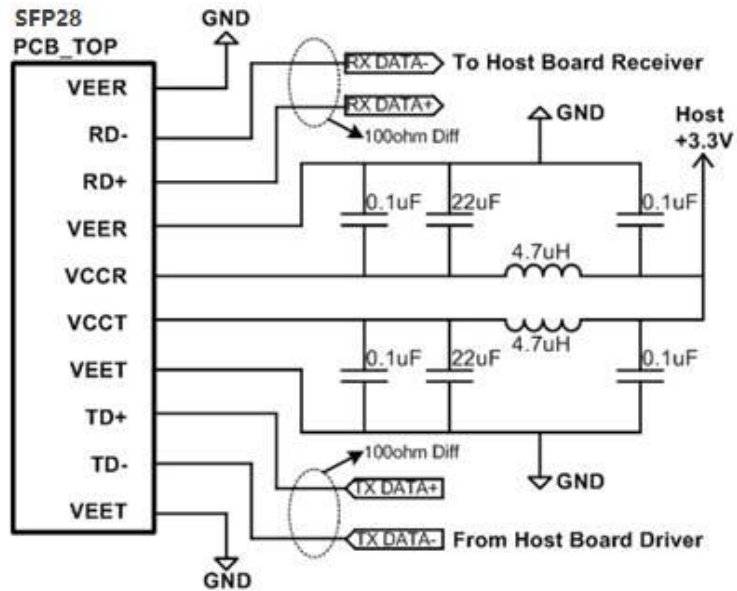 SFP28
PCB_TOP
GND
VEER
RD-
RD+
VEER
VCCR
VCCT
VEET
TD+
TD-
VEET
GND
RX DATA-
To Host Board Receiver
RX DATA+
100ohm Diff
GND
Host
+3.3V
0.1uF
22uF
0.1uF
4.7uH
4.7uH
0.1uF
22uF
0.1uF
100ohm Diff
GND
TX DATA+
TX DATA-
From Host Board Driver